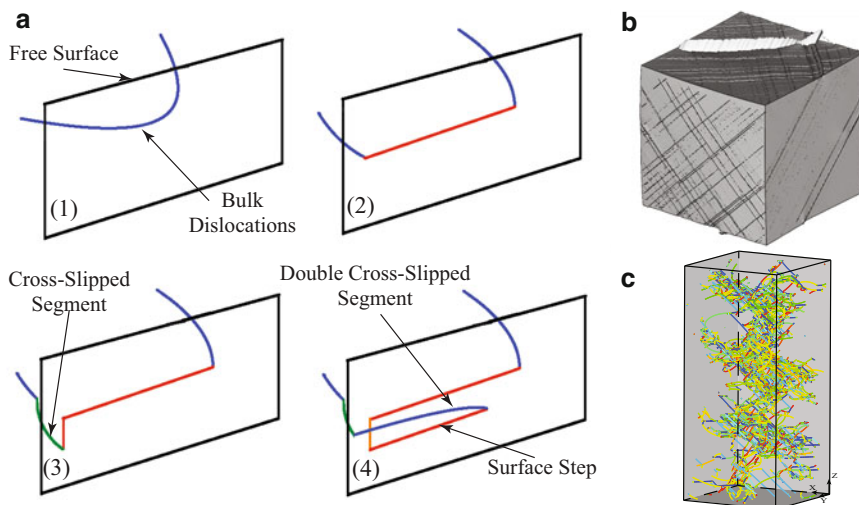 a
Free Surface
Bulk
Dislocations
(1)
(2)
b
Cross-Slipped
Segment
Double Cross-Slipped
Segment
(3)
(4)
Surface Step
c
Z
X
Y